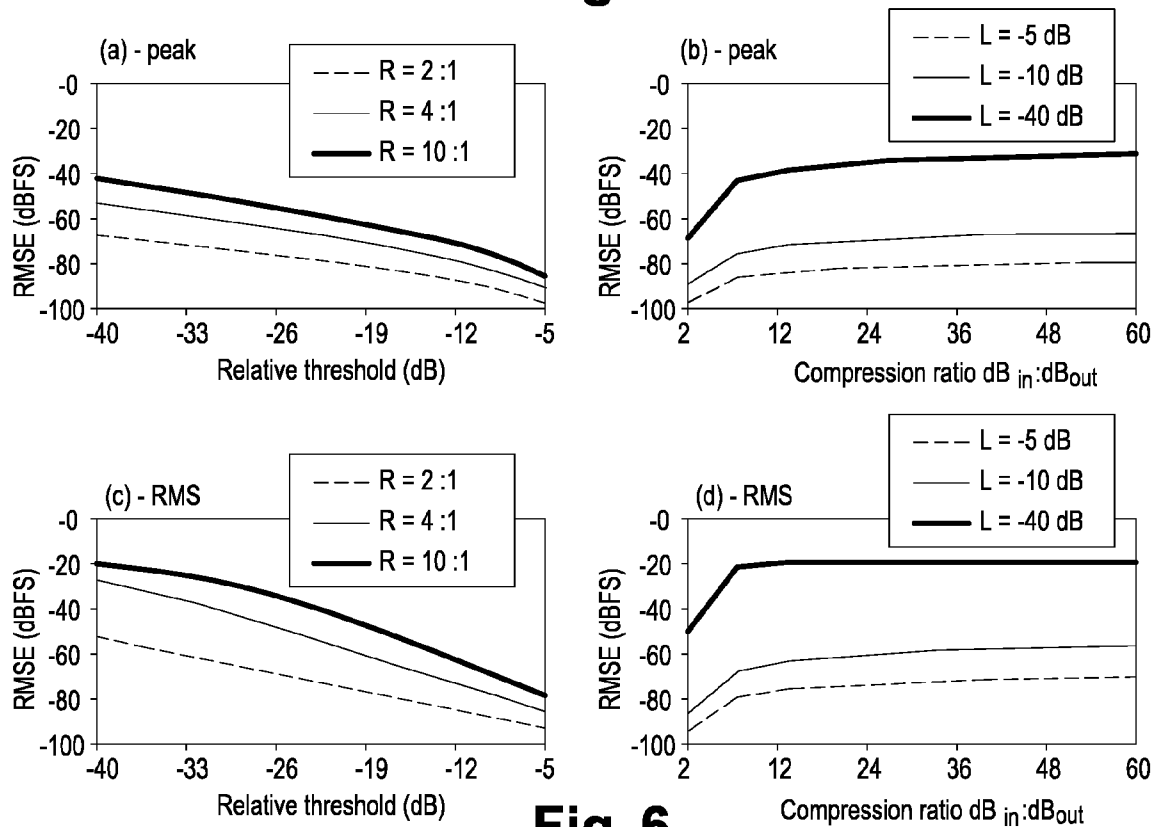 (a) - peak
R = 2 :1
R = 4 :1
R = 10 :1
RMSE (dBFS)
-0
-20
-40
-60
-80
-100
-40
-33
-26
-19
-12
-5
Relative threshold (dB)
(b) - peak
L = -5 dB
L = -10 dB
L = -40 dB
RMSE (dBFS)
-0
-20
-40
-60
-80
-100
2
12
24
36
48
60
Compression ratio dB in:dBout
(c) - RMS
R = 2 :1
R = 4 :1
R = 10 :1
RMSE (dBFS)
-0
-20
-40
-60
-80
-100
-40
-33
-26
-19
-12
-5
Relative threshold (dB)
(d) - RMS
L = -5 dB
L = -10 dB
L = -40 dB
RMSE (dBFS)
-0
-20
-40
-60
-80
-100
2
12
24
36
48
60
Compression ratio dB in:dBout
Fig. 6